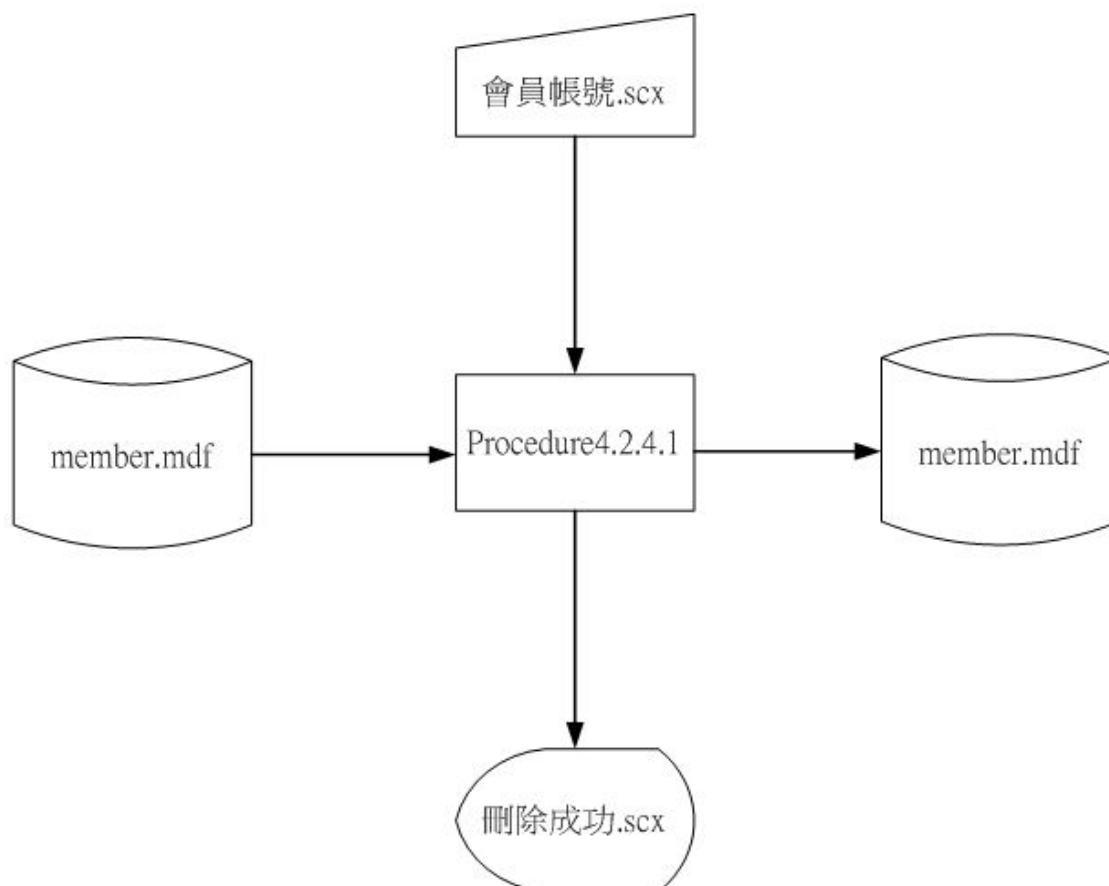 會員帳號.scx
member.mdf
Procedure4.2.4.1
member.mdf
刪除成功.scx